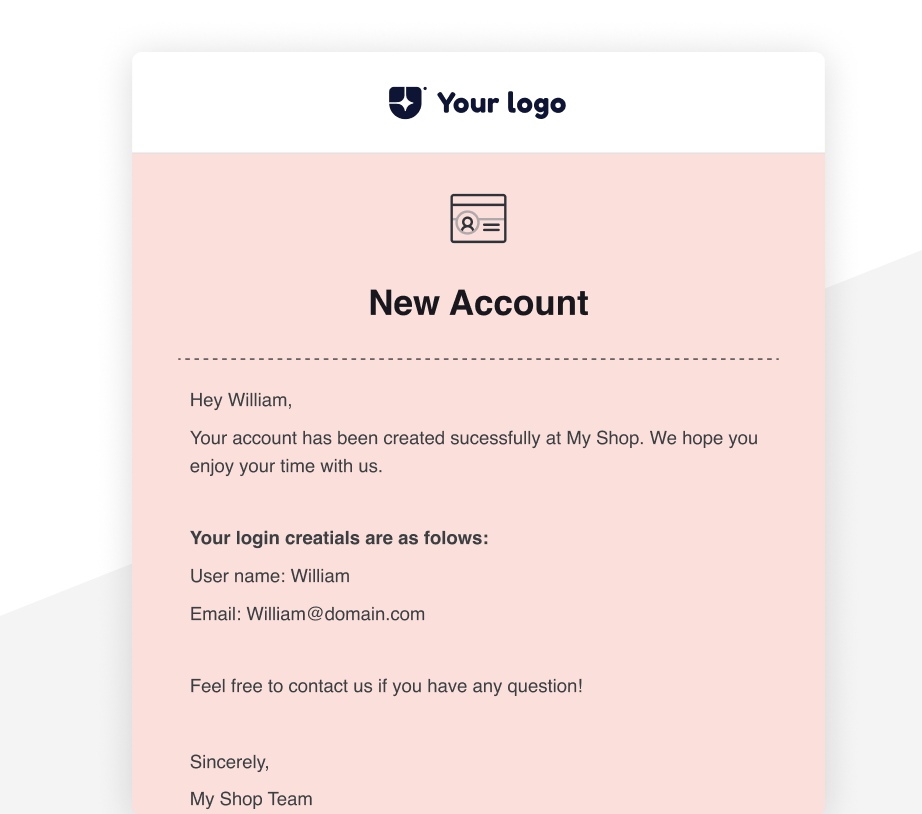 Your logo
New Account
Hey William,
Your account has been created sucessfully at My Shop. We hope you
enjoy your time with us.
Your login creatials are as folows:
User name: William
Email: William@domain.com
Feel free to contact us if you have any question!
Sincerely,
My Shop Team